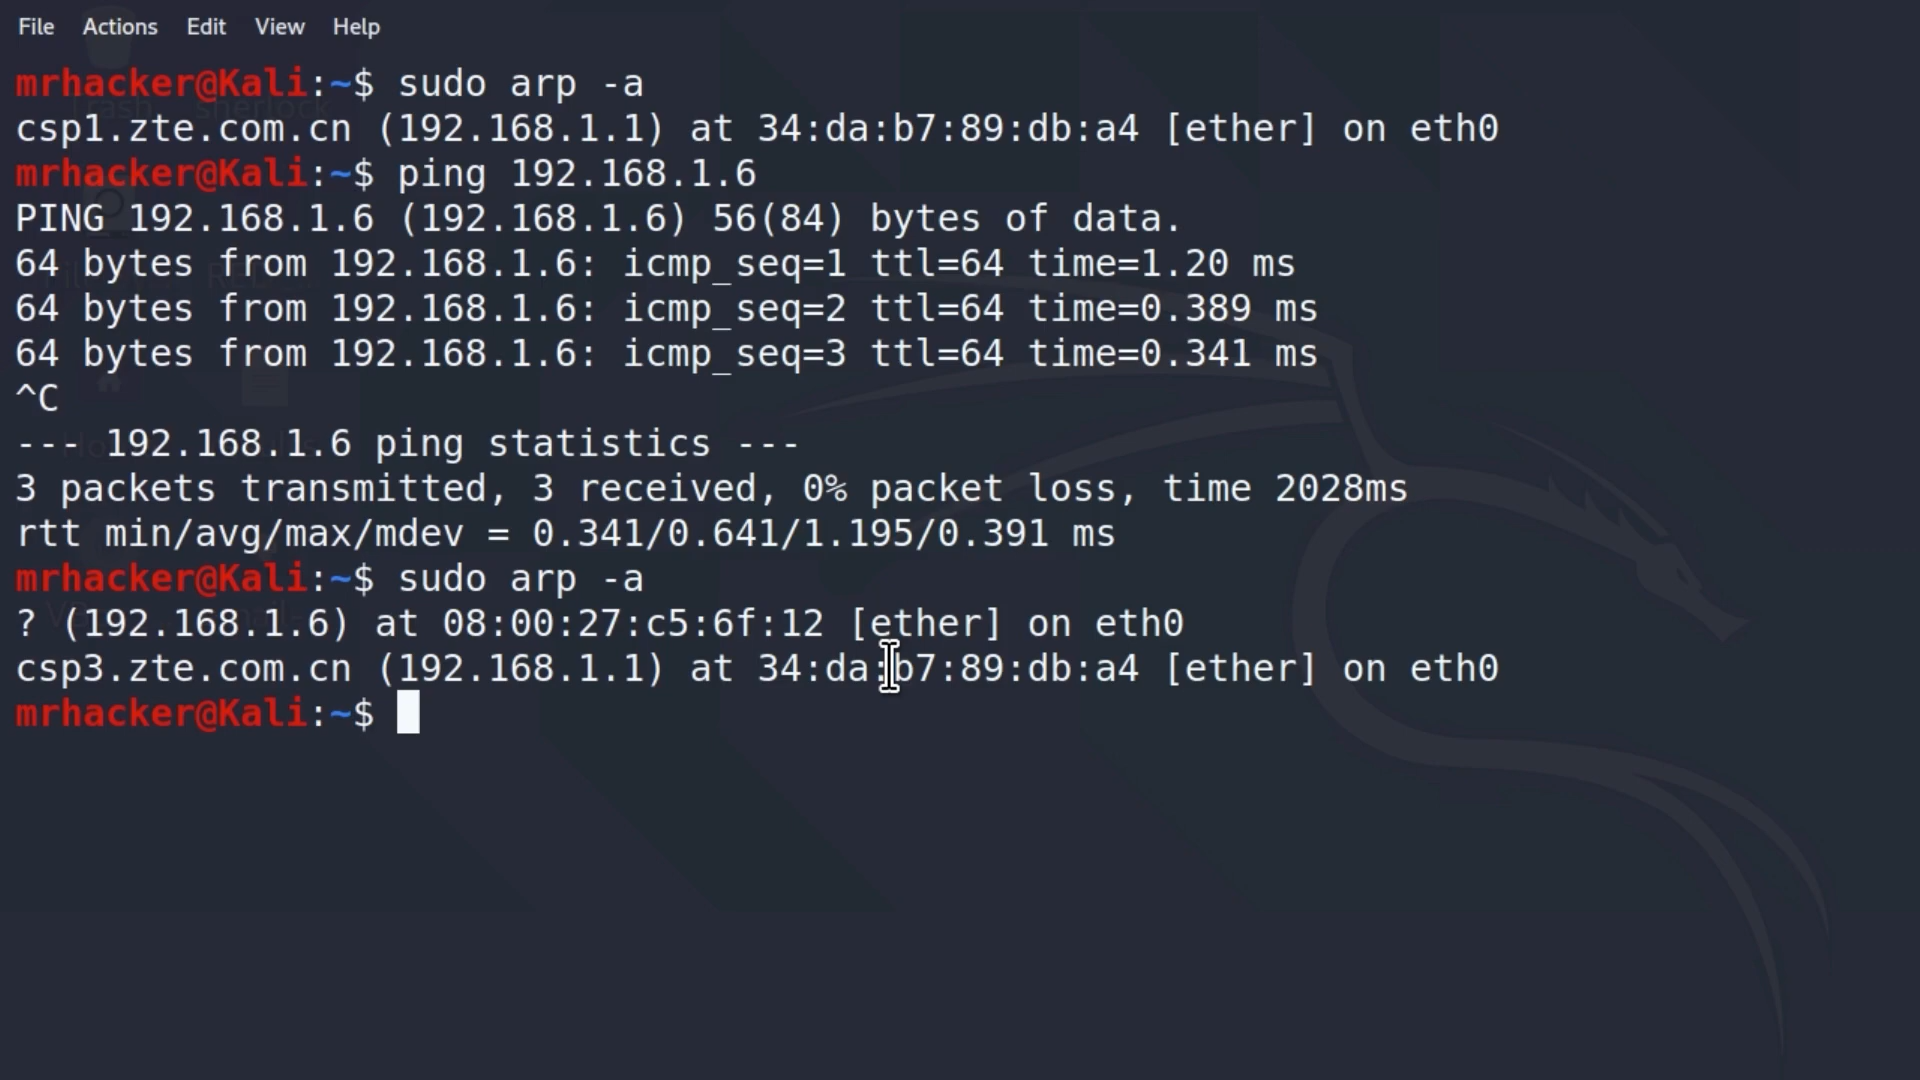 File Actions Edit View Help
mrhacker@Kali:~$ sudo arp -a
csp1.zte.com.cn (192.168.1.1) at 34:da:b7:89:db:a4 [ether] on eth0
mrhacker@Kali:~$ ping 192.168.1.6
PING 192.168.1.6 (192.168.1.6) 56(84) bytes of data.
64 bytes from 192.168.1.6: icmp_seq=1 ttl=64 time=1.20 ms
64 bytes from 192.168.1.6: icmp_seq=2 ttl=64 time=0.389 ms
64 bytes from 192.168.1.6: icmp_seq=3 ttl=64 time=0.341 ms
^C
--- 192.168.1.6 ping statistics ---
3 packets transmitted, 3 received, 0% packet loss, time 2028ms
rtt min/avg/max/mdev = 0.341/0.641/1.195/0.391 ms
mrhacker@Kali:~$ sudo arp -a
? (192.168.1.6) at 08:00:27:c5:6f:12 [ether] on eth0
csp3.zte.com.cn (192.168.1.1) at 34:da:b7:89:db:a4 [ether] on eth0
mrhacker@Kali:~$